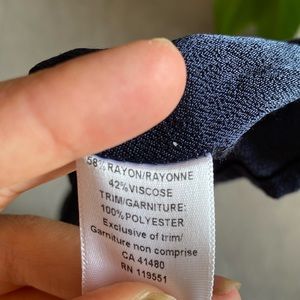 58% RAYON/RAYONNE
42%VISCOSE
TRIM/GARNITURE:
100%POLYESTER
Exclusive of trim/
Garniture non comprise
CA 41480
RN 119551